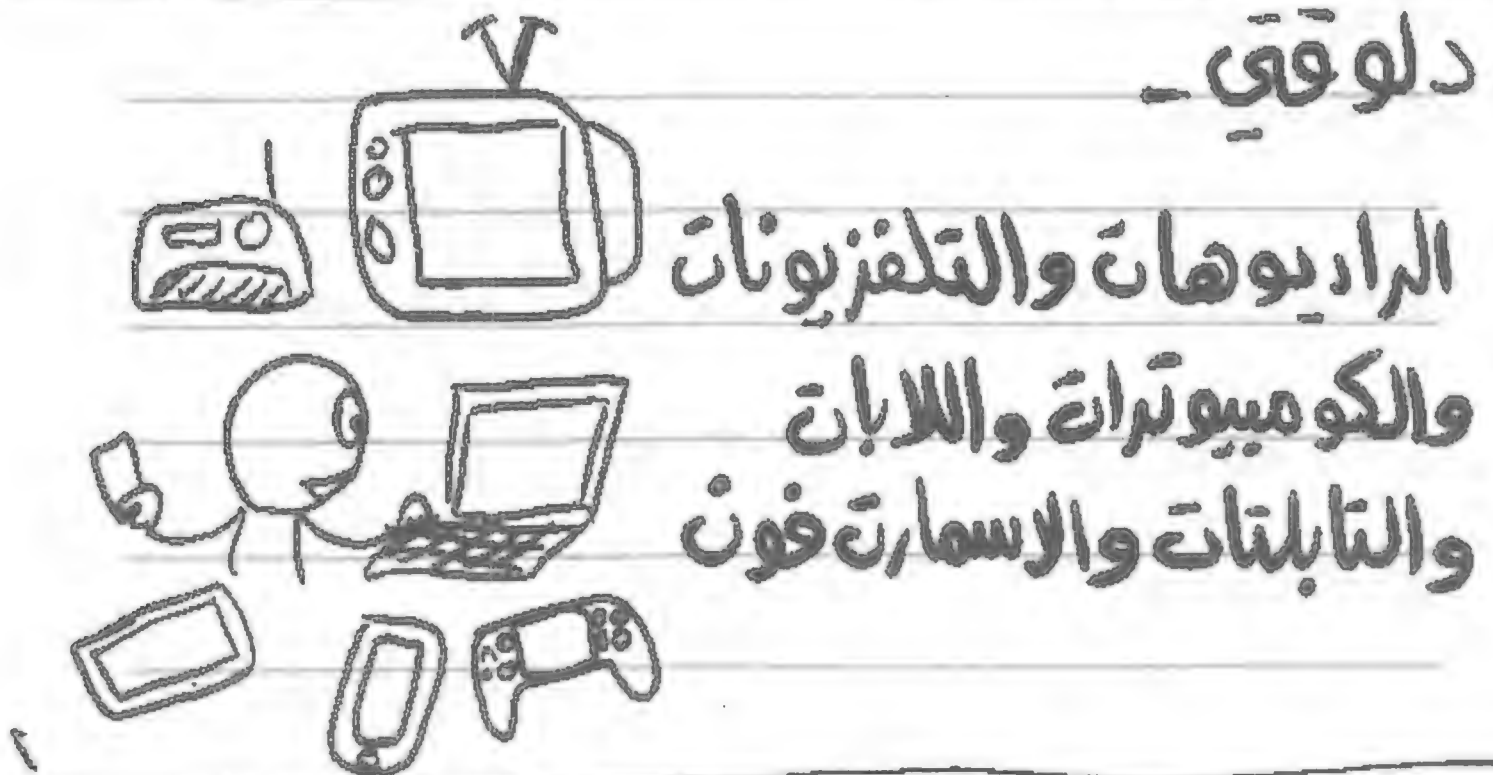 دلوقتي -
الراديوهات والتلفزيونات
والكومبيوترات واللابات
والتابلتات والاسمارت فون